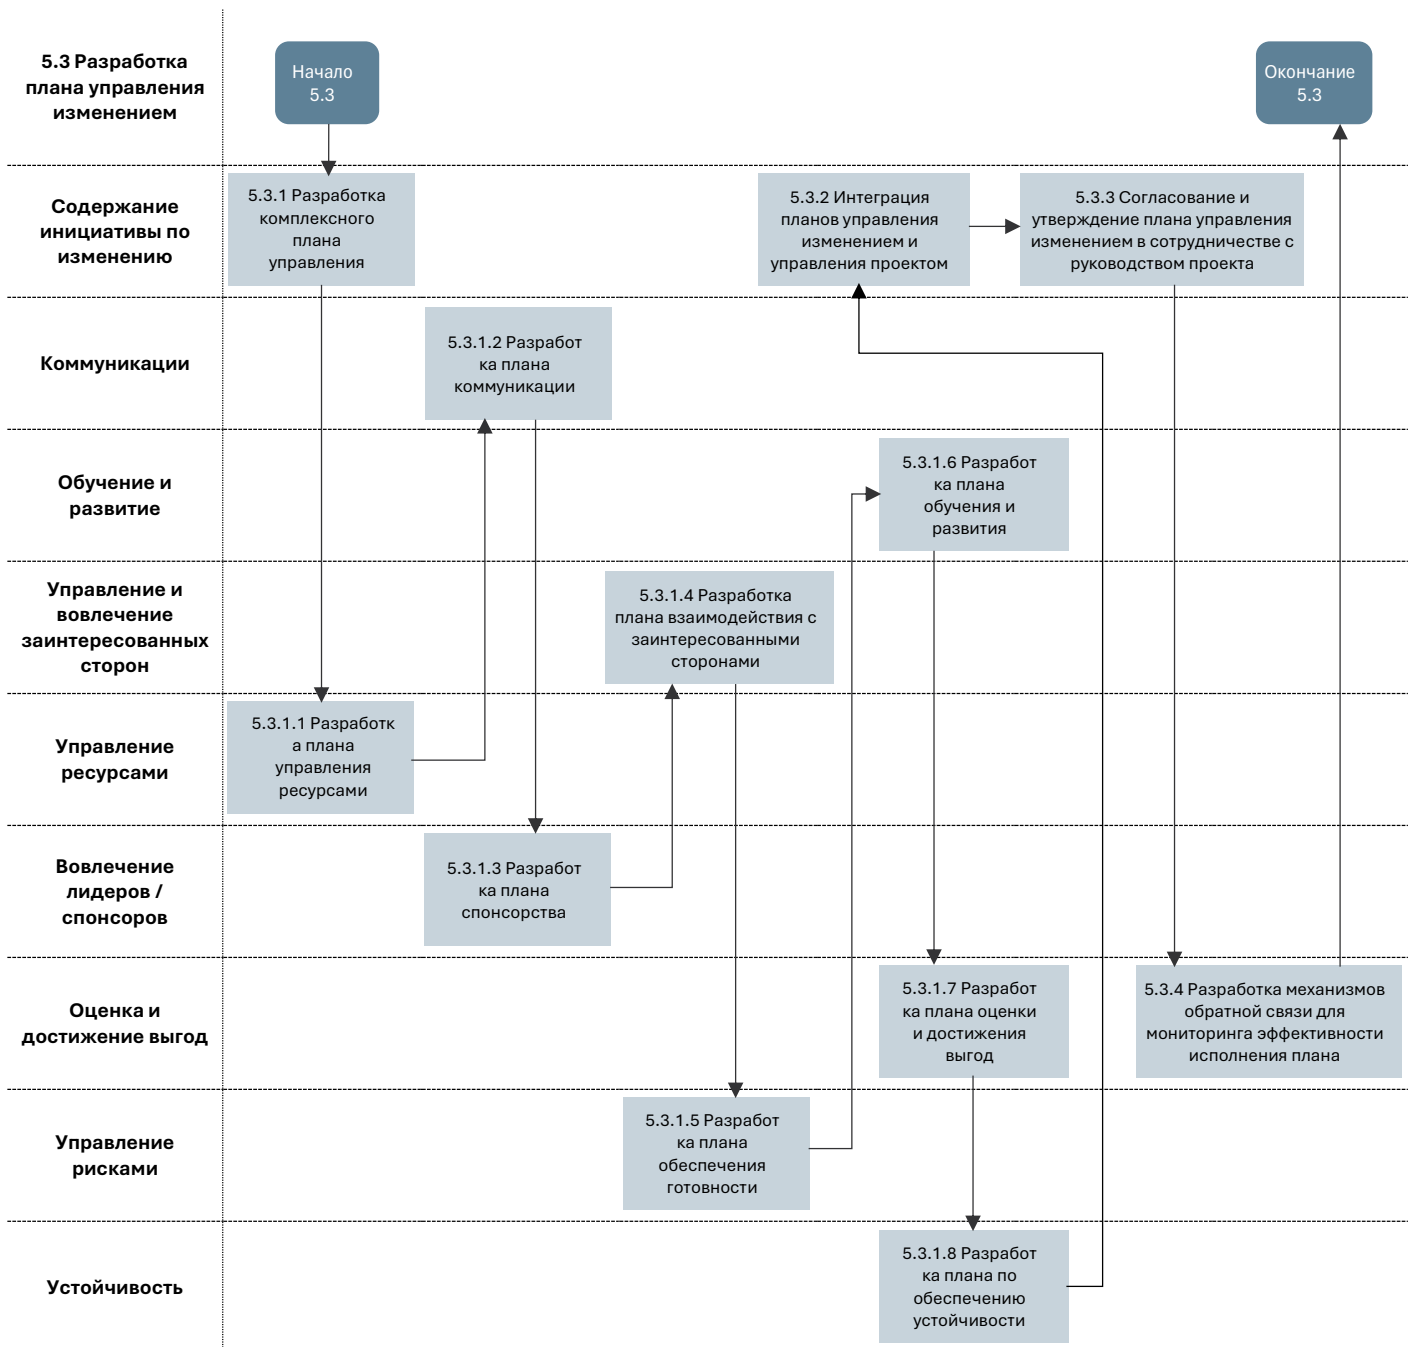 5.3 Разработка
плана управления
изменением
Начало
5.3
Окончание
5.3
Содержание
инициативы по
изменению
5.3.1 Разработка
комплексного
плана
управления
5.3.2 Интеграция
планов управления
изменением и
управления проектом
5.3.3 Согласование и
утверждение плана управления
изменением в сотрудничестве с
руководством проекта
Коммуникации
5.3.1.2 Разработ
ка плана
коммуникации
Обучение и
развитие
5.3.1.6 Разработ
ка плана
обучения и
развития
Управление и
вовлечение
заинтересованных
сторон
5.3.1.4 Разработка
плана взаимодействия с
заинтересованными
сторонами
Управление
ресурсами
5.3.1.1 Разработк
а плана
управления
ресурсами
Вовлечение
лидеров /
спонсоров
5.3.1.3 Разработ
ка плана
спонсорства
Оценка и
достижение выгод
5.3.1.7 Разработ
ка плана оценки
и достижения
выгод
5.3.4 Разработка механизмов
обратной связи для
мониторинга эффективности
исполнения плана
Управление
рисками
5.3.1.5 Разработ
ка плана
обеспечения
готовности
Устойчивость
5.3.1.8 Разработ
ка плана по
обеспечению
устойчивости